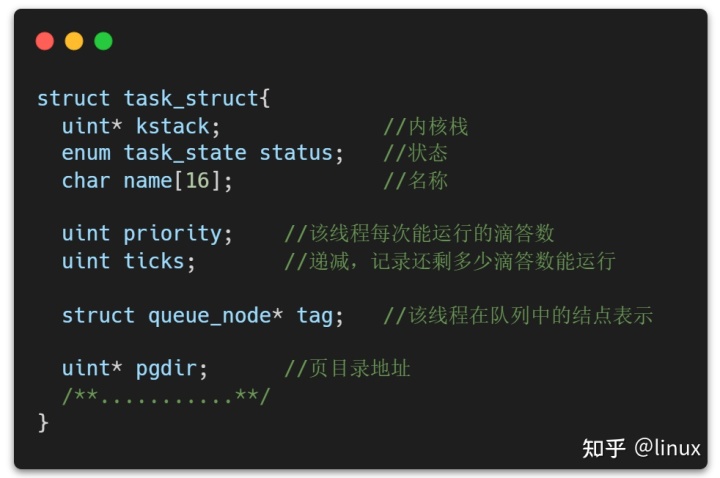 struct task_struct{
uint* kstack; //内核栈
enum task_state status; //状态
char name[16]; //名称
uint priority; //该线程每次能运行的滴答数
uint ticks; //递减，记录还剩多少滴答数能运行
struct queue_node* tag; //该线程在队列中的结点表示
uint* pgdir; //页目录地址
/**...........**/
}
知乎 @linux